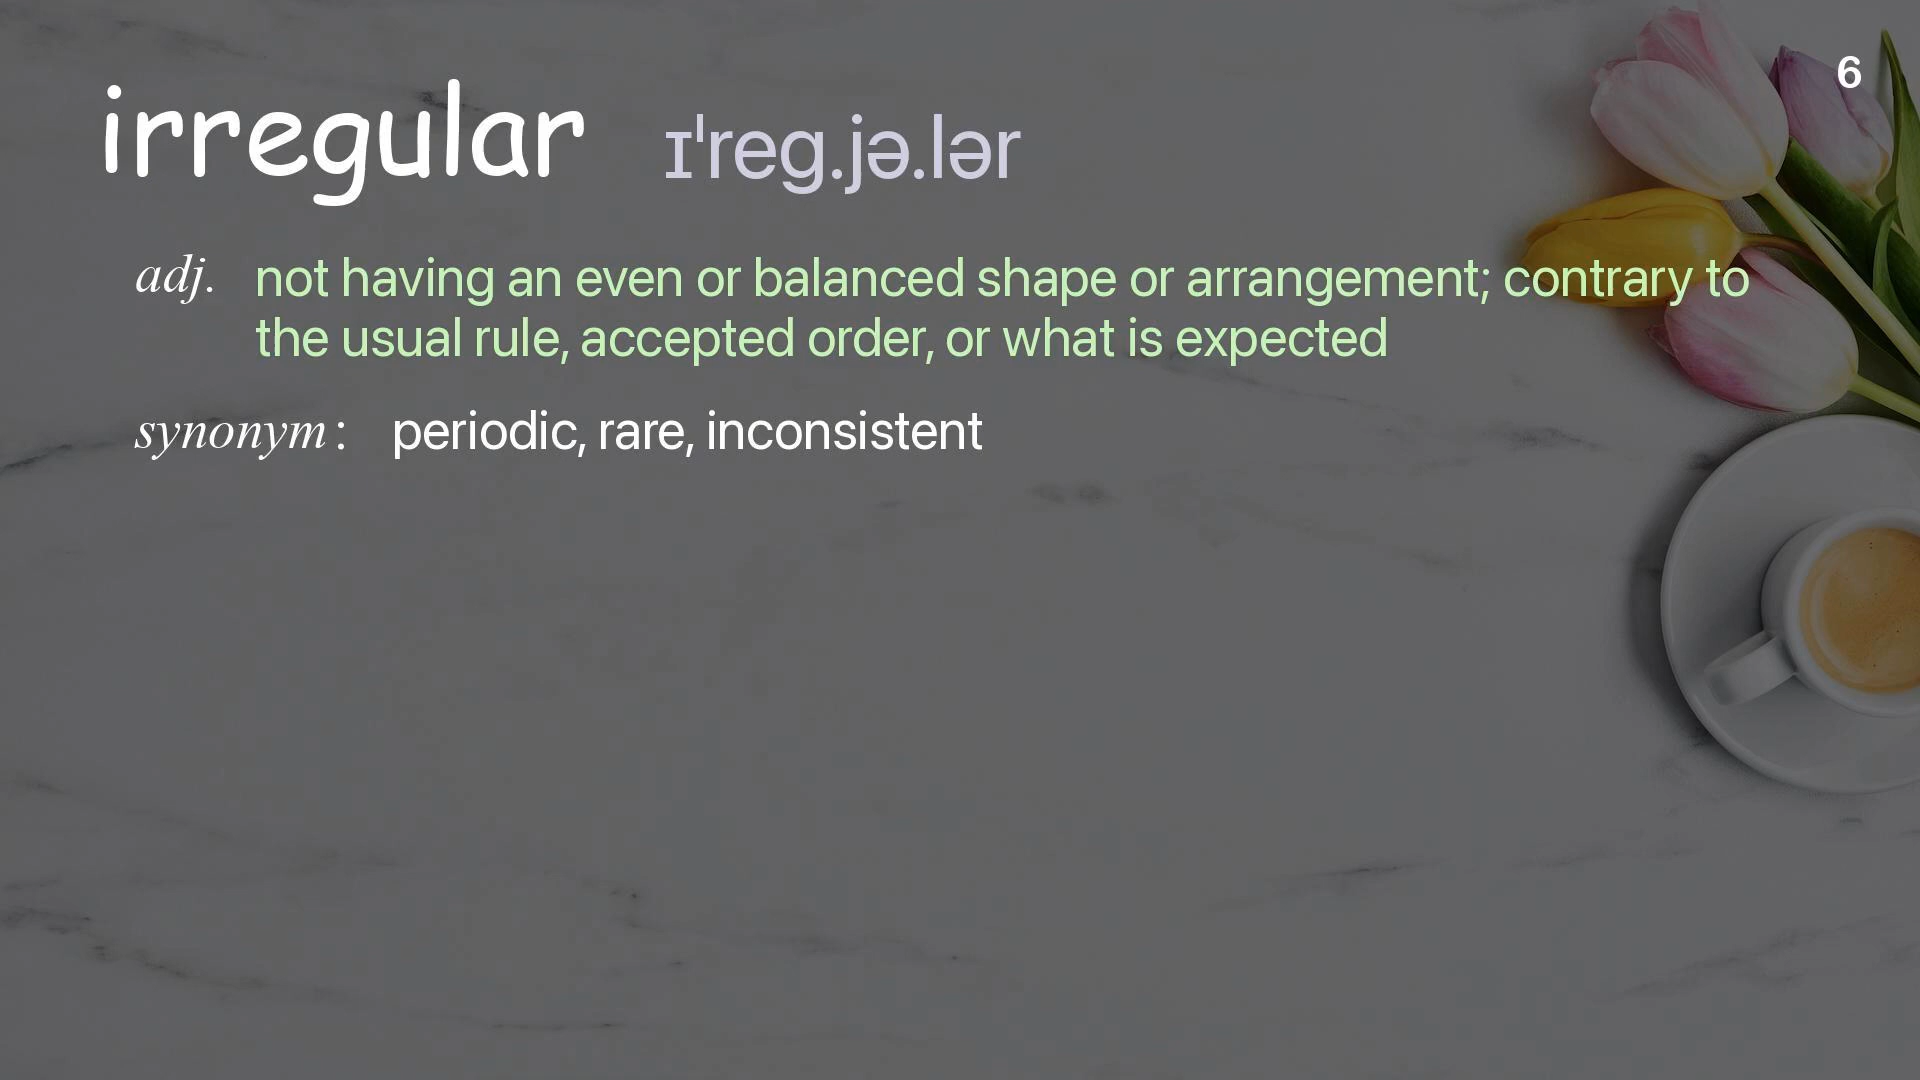 6
irregular ɪˈreg.jə.lər
adj. not having an even or balanced shape or arrangement; contrary to
the usual rule, accepted order, or what is expected
synonym : periodic, rare, inconsistent